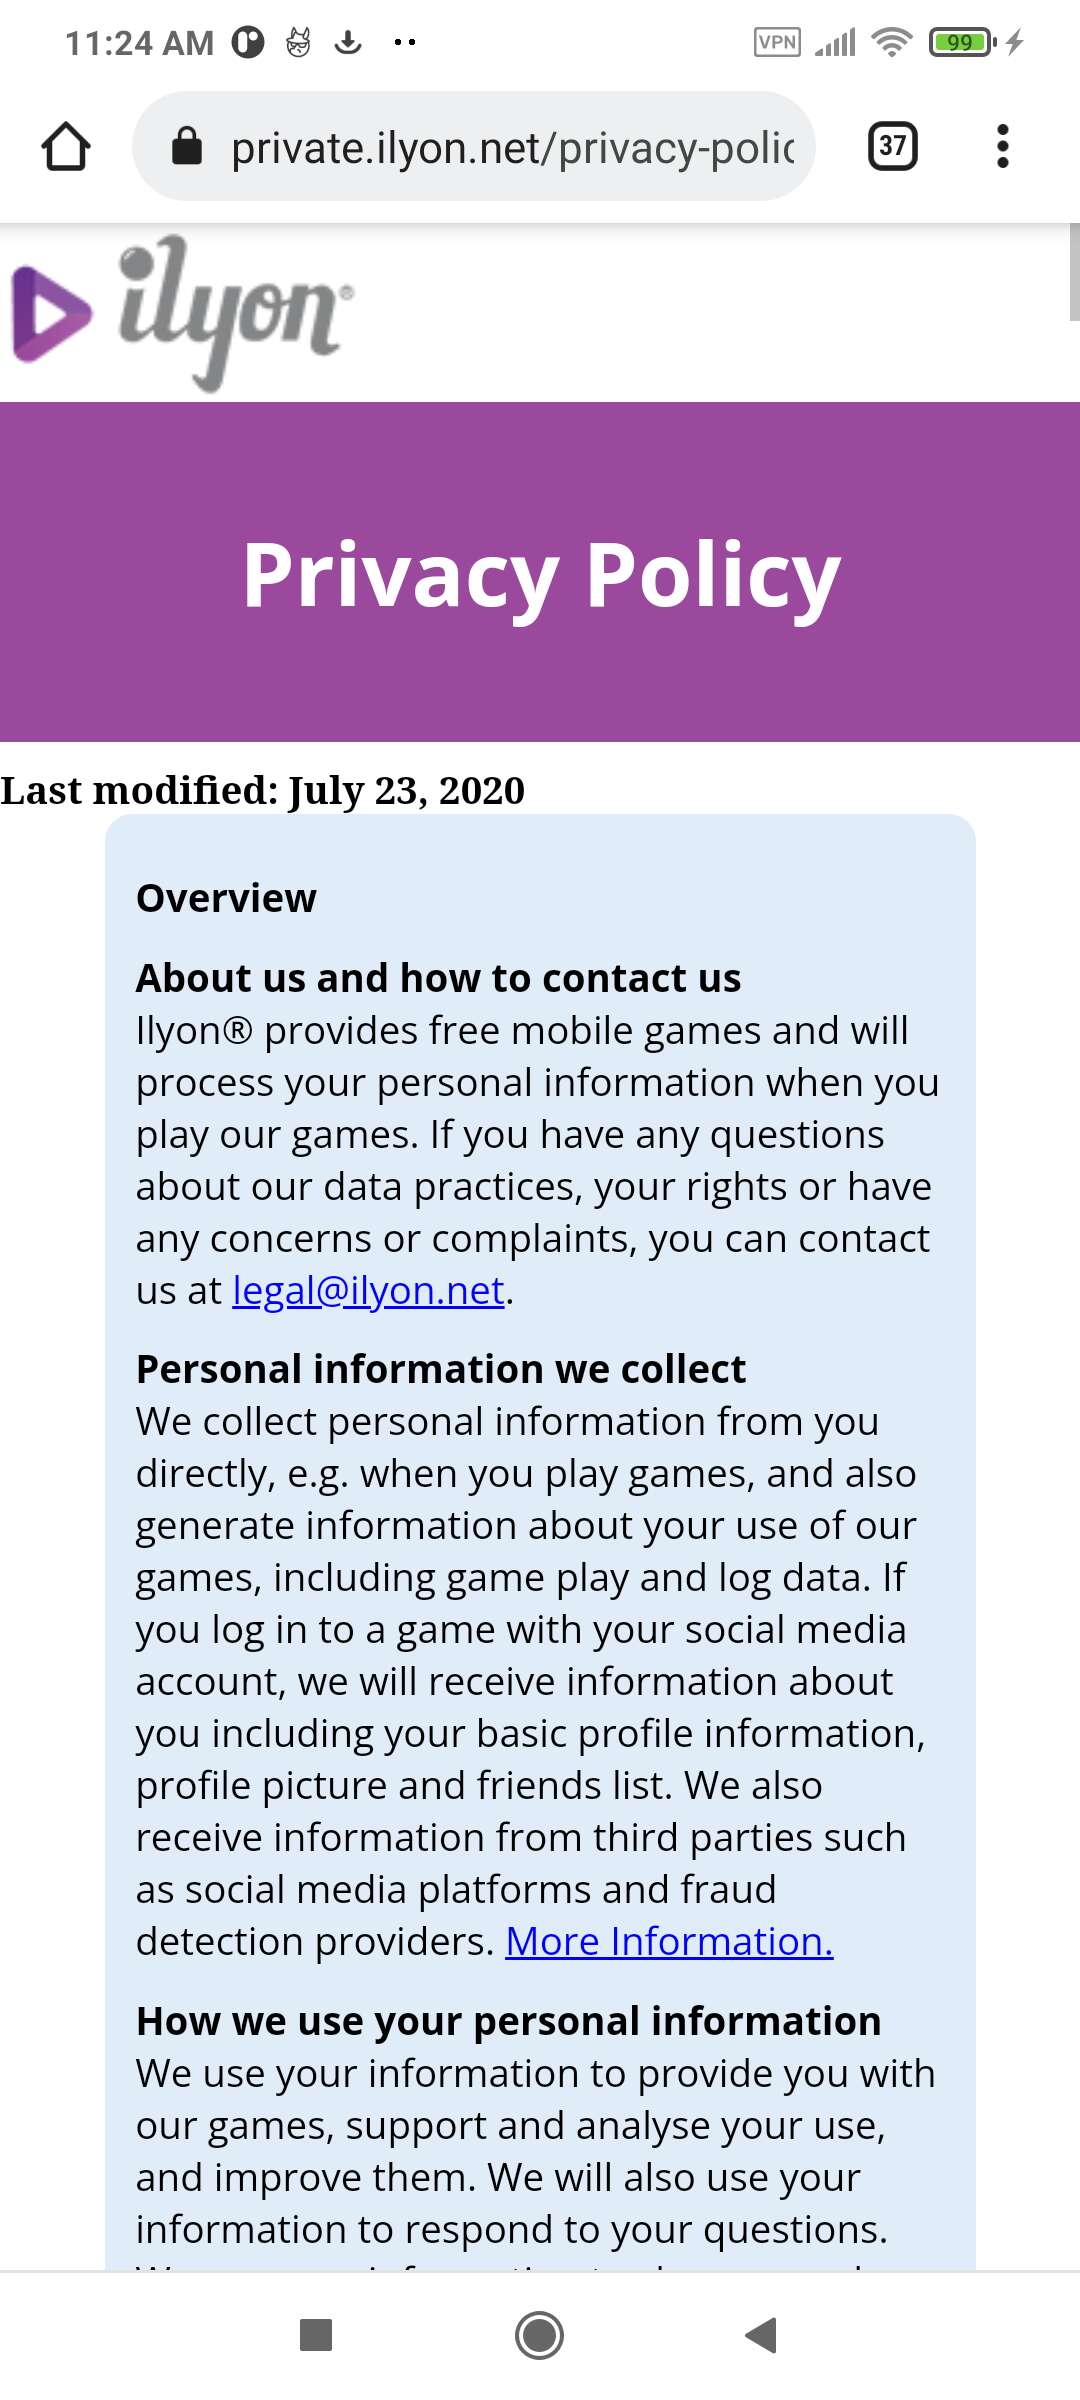 11:24 AM
VPN
99
private.ilyon.net/privacy-polic
37
ilyon®
Privacy Policy
Last modified: July 23, 2020
Overview
About us and how to contact us
Ilyon® provides free mobile games and will
process your personal information when you
play our games. If you have any questions
about our data practices, your rights or have
any concerns or complaints, you can contact
us at legal@ilyon.net.
Personal information we collect
We collect personal information from you
directly, e.g. when you play games, and also
generate information about your use of our
games, including game play and log data. If
you log in to a game with your social media
account, we will receive information about
you including your basic profile information,
profile picture and friends list. We also
receive information from third parties such
as social media platforms and fraud
detection providers. More Information.
How we use your personal information
We use your information to provide you with
our games, support and analyse your use,
and improve them. We will also use your
information to respond to your questions.